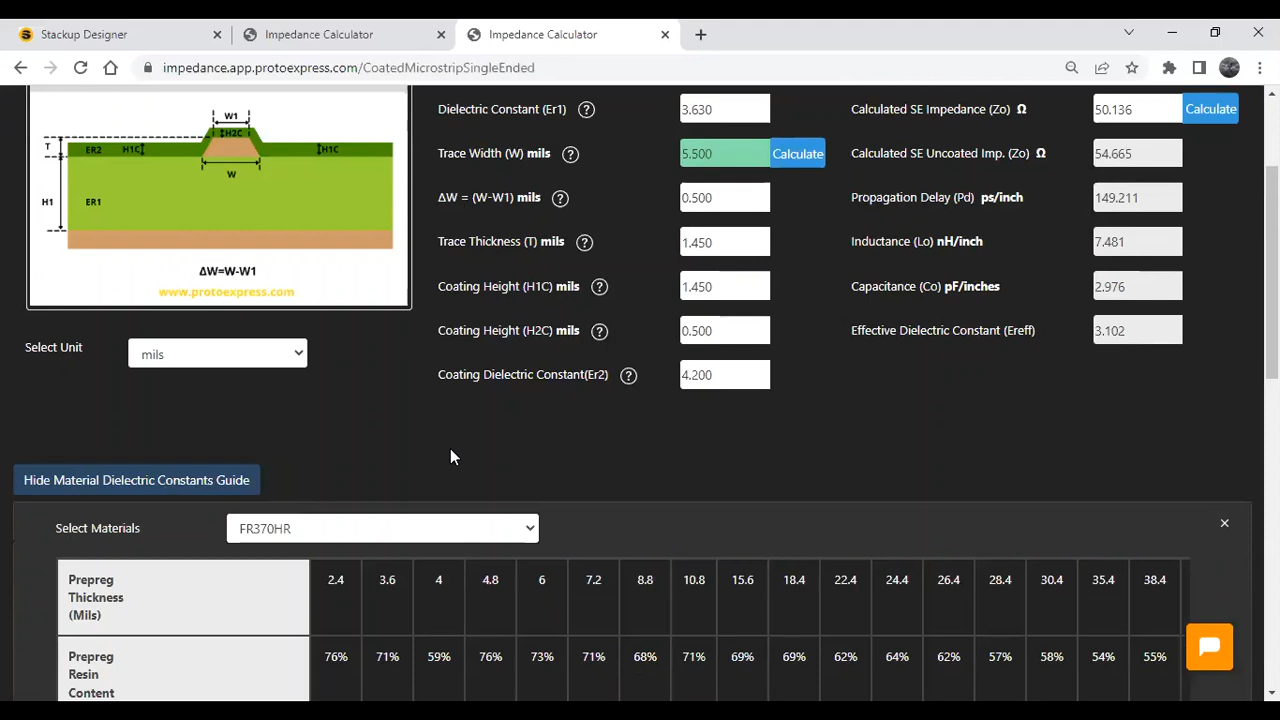 Stackup Designer
Impedance Calculator
Impedance Calculator
impedance.app.protoexpress.com/CoatedMicrostripSingleEnded
W1
H2C
T
ER2
H1C
H1C
W
H1
ER1
ΔW=W-W1
www.protoexpress.com
Select Unit
mils
Dielectric Constant (Er1) ? 3.630
Trace Width (W) mils ? 5.500 Calculate
ΔW = (W-W1) mils ? 0.500
Trace Thickness (T) mils ? 1.450
Coating Height (H1C) mils ? 1.450
Coating Height (H2C) mils ? 0.500
Coating Dielectric Constant(Er2) ? 4.200
Calculated SE Impedance (Zo) Ω 50.136 Calculate
Calculated SE Uncoated Imp. (Zo) Ω 54.665
Propagation Delay (Pd) ps/inch 149.211
Inductance (Lo) nH/inch 7.481
Capacitance (Co) pF/inches 2.976
Effective Dielectric Constant (Ereff) 3.102
Hide Material Dielectric Constants Guide
Select Materials FR370HR
Prepreg
Thickness
(Mils)
2.4 3.6 4 4.8 6 7.2 8.8 10.8 15.6 18.4 22.4 24.4 26.4 28.4 30.4 35.4 38.4
Prepreg
Resin
Content
76% 71% 59% 76% 73% 71% 68% 71% 69% 69% 62% 64% 62% 57% 58% 54% 55%